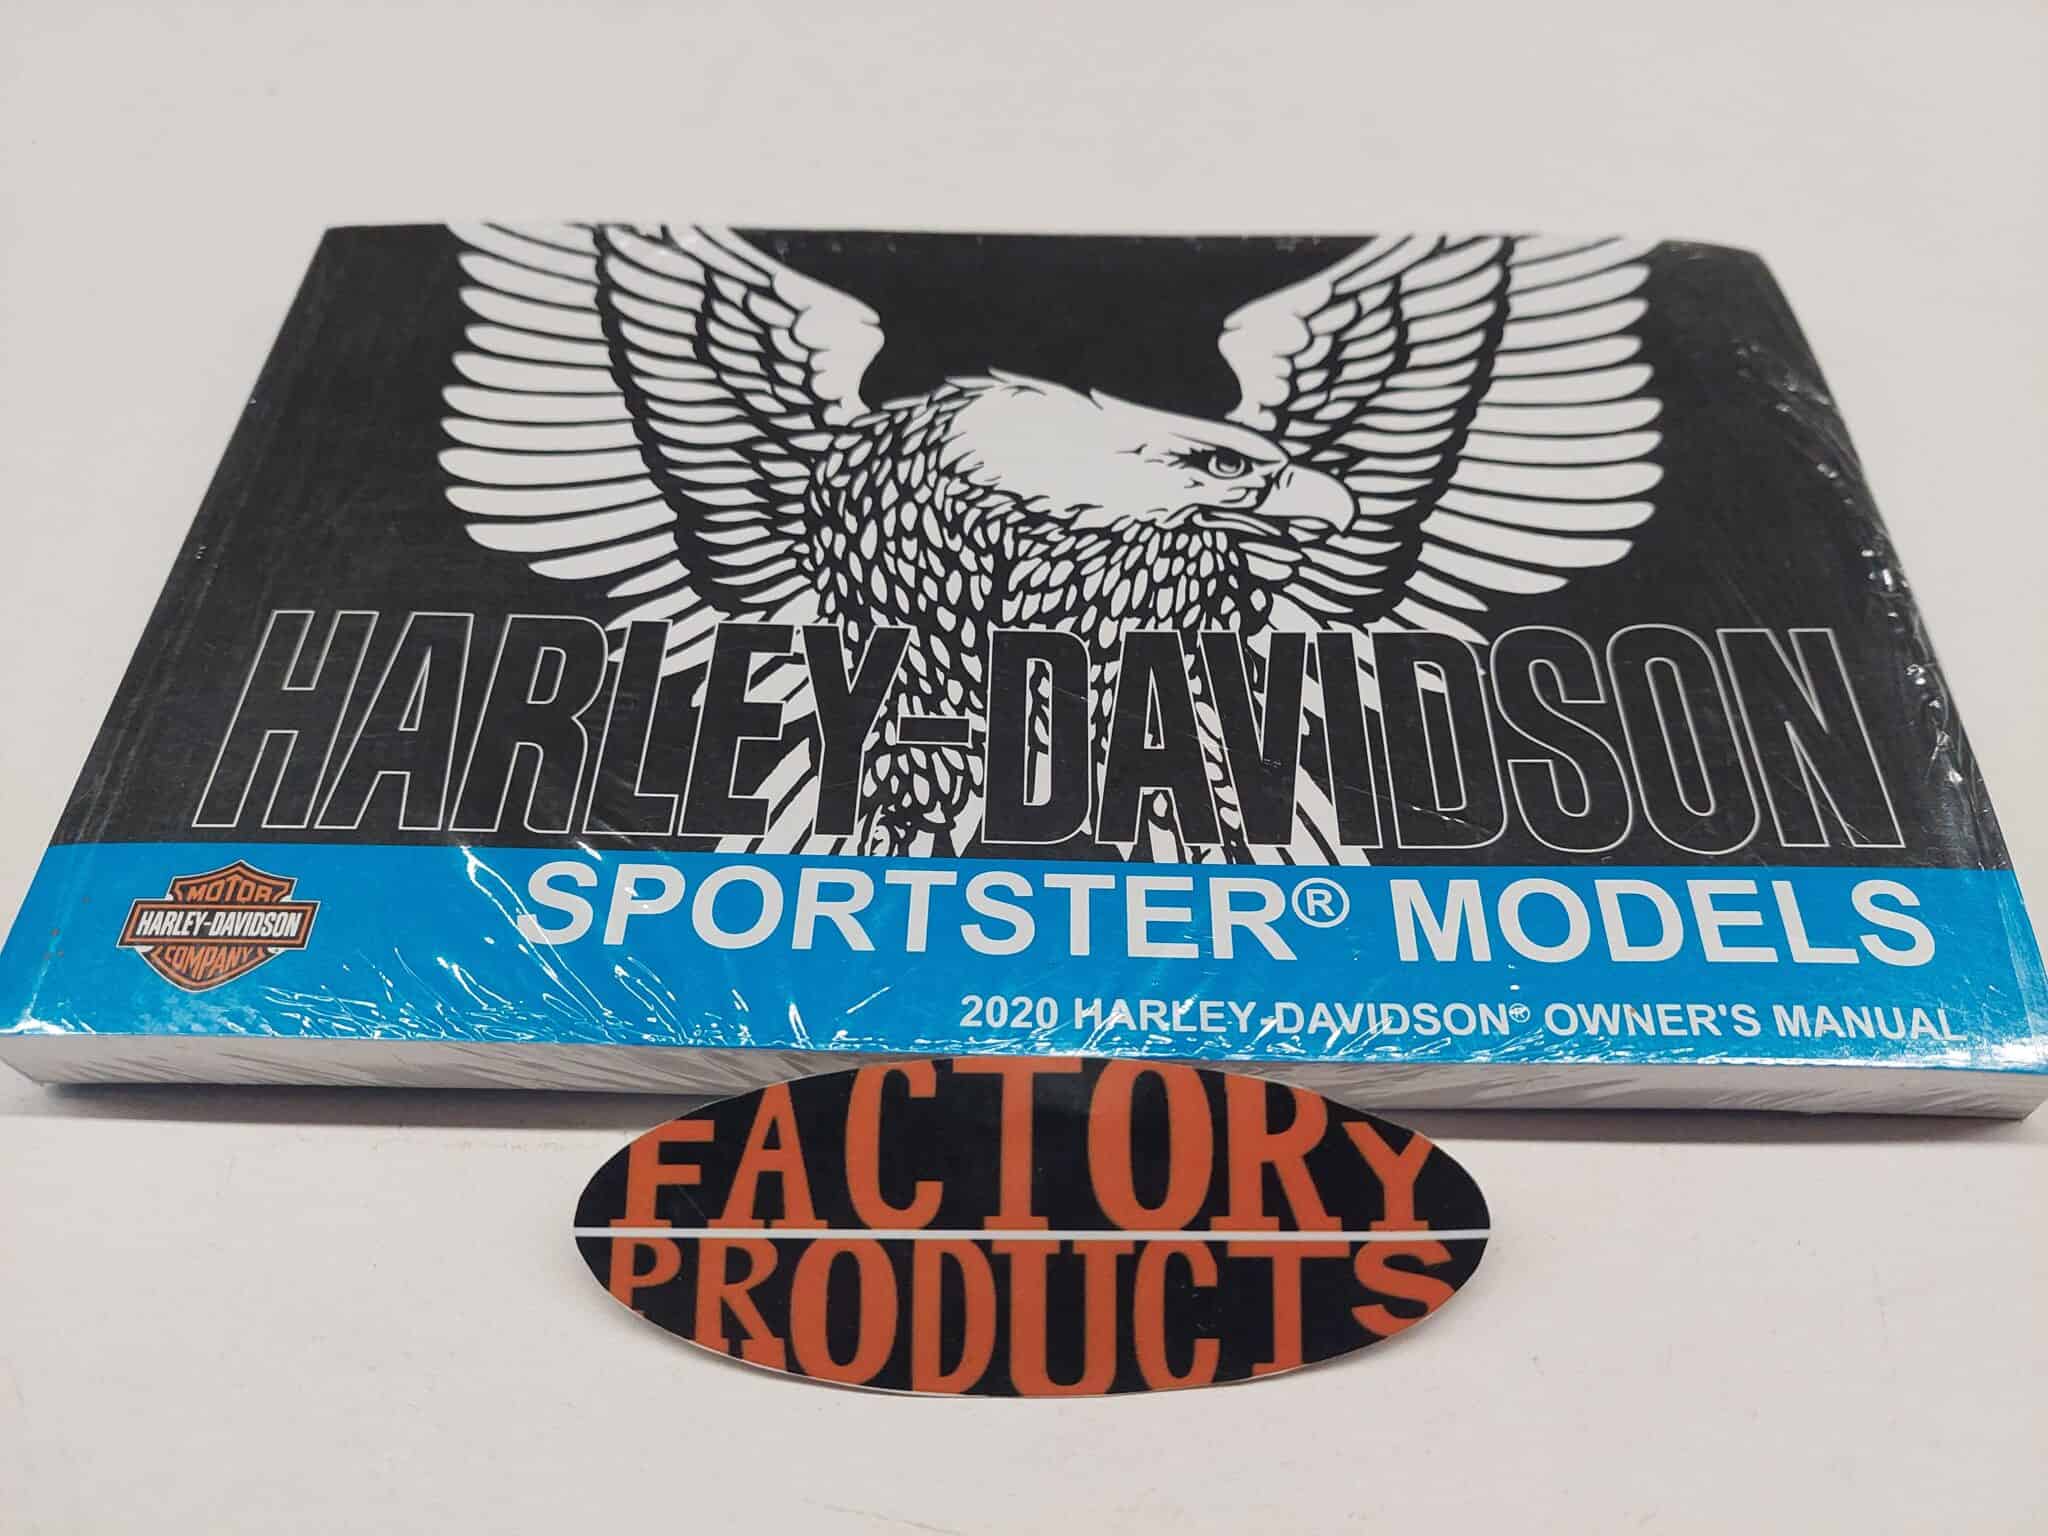 HARLEY-DAVIDSON
MOTOR
HARLEY-DAVIDSON
COMPANY
SPORTSTER® MODELS
2020 HARLEY-DAVIDSON® OWNER'S MANUAL
FACTORY
PRODUCTS